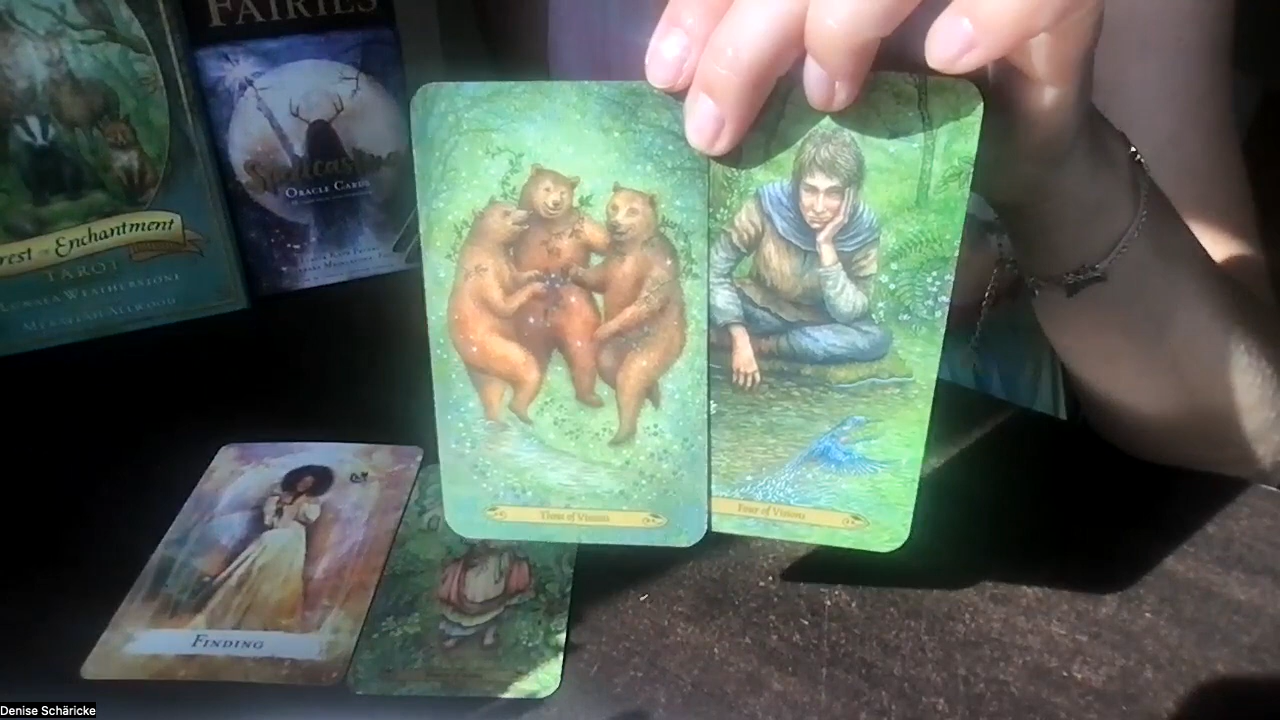 FAIRIES
Spellcasting
ORACLE CARDS
Forest of Enchantment
TAROT
LUNAEA WEATHERSTONE
MERAYLAH ALLWOOD
Three of Visions
Four of Visions
FINDING
Denise Schäricke